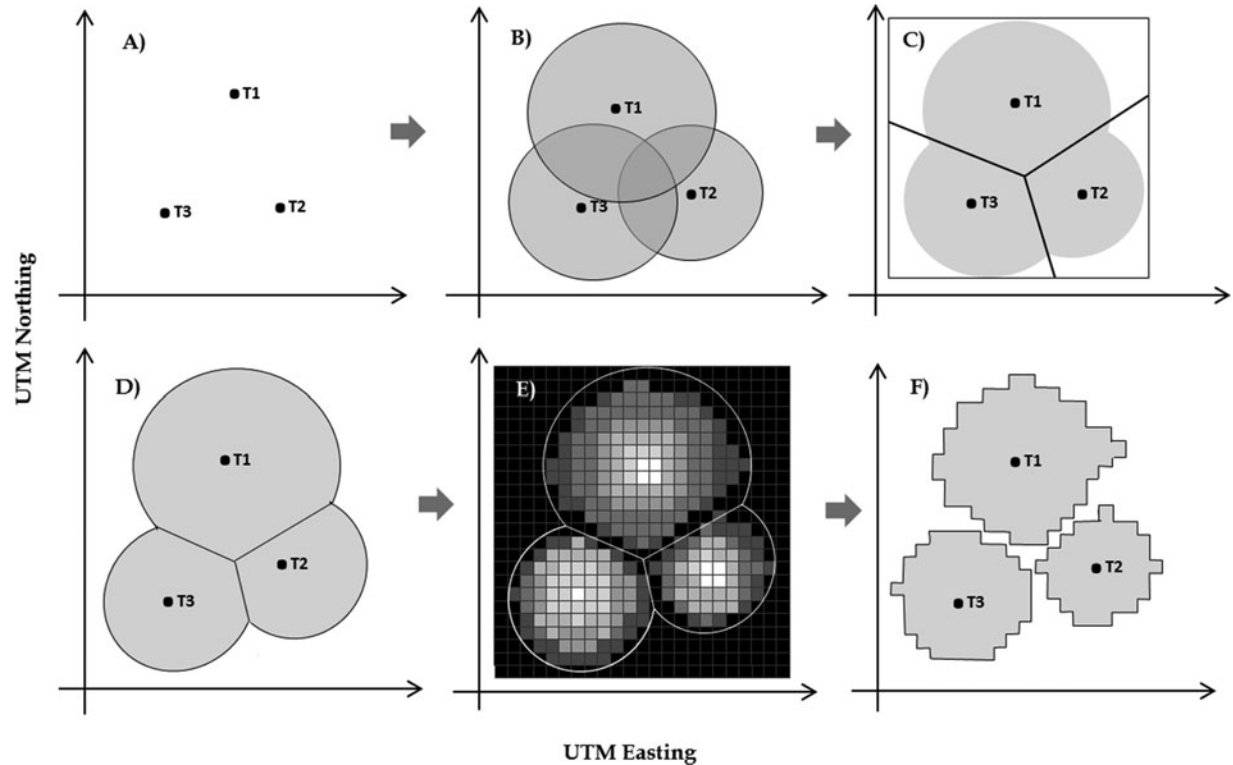 A)
T1
T3
T2
B)
T1
T3
T2
C)
T1
T3
T2
UTM Northing
D)
T1
T2
T3
E)
F)
T1
T2
T3
UTM Easting